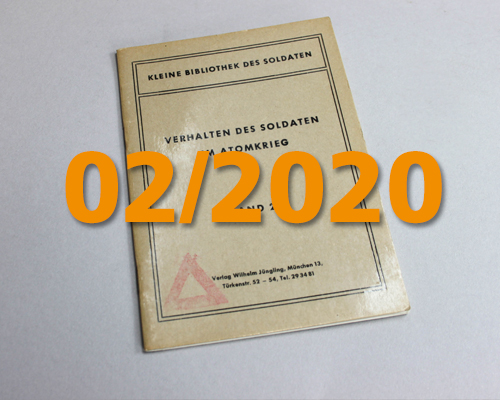 KLEINE BIBLIOTHEK DES SOLDATEN
VERHALTEN DES SOLDATEN
ATOMKRIEG
02/2020
Verlag Wilhelm Jüngling, München 13,
Türkenstr. 52 – 54, Tel. 29 34 81